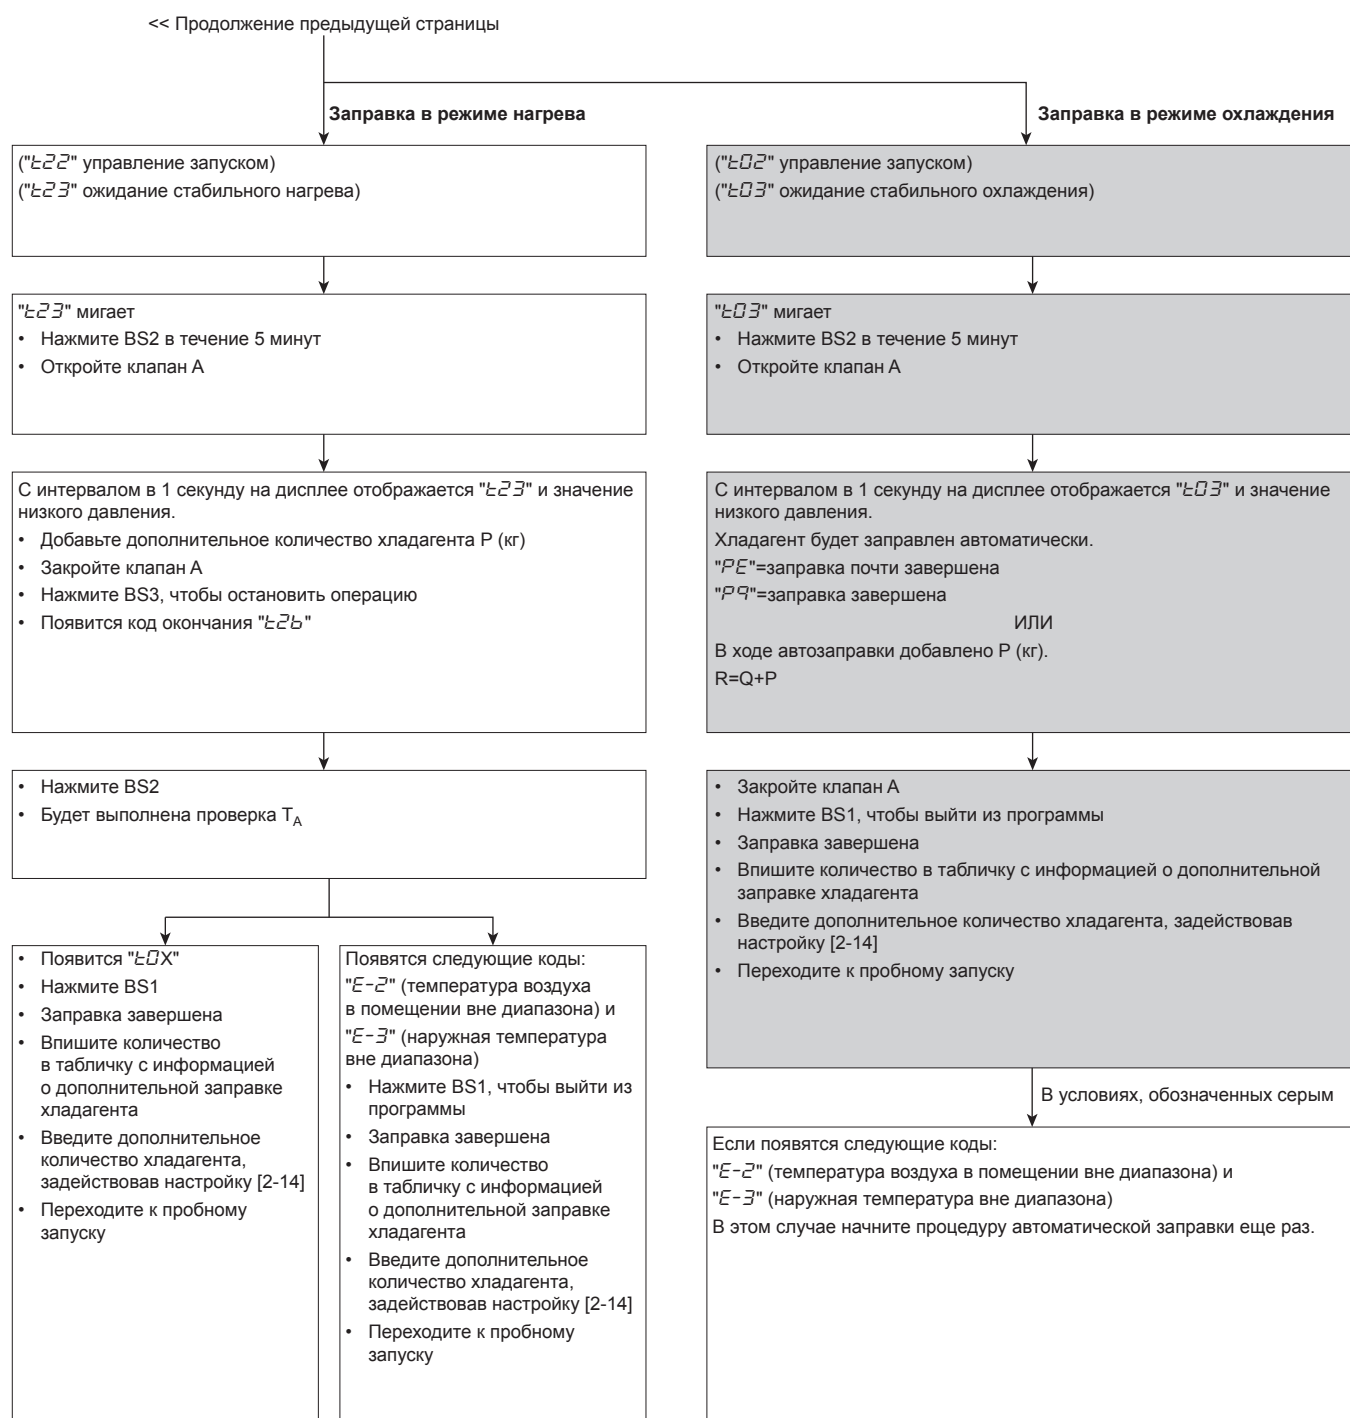 << Продолжение предыдущей страницы
Заправка в режиме нагрева
("t22" управление запуском)
("t23" ожидание стабильного нагрева)
"t23" мигает
• Нажмите BS2 в течение 5 минут
• Откройте клапан A
С интервалом в 1 секунду на дисплее отображается "t23" и значение
низкого давления.
• Добавьте дополнительное количество хладагента P (кг)
• Закройте клапан A
• Нажмите BS3, чтобы остановить операцию
• Появится код окончания "t2b"
• Нажмите BS2
• Будет выполнена проверка TA
• Появится "t0X"
• Нажмите BS1
• Заправка завершена
• Впишите количество
в табличку с информацией
о дополнительной заправке
хладагента
• Введите дополнительное
количество хладагента,
задействовав настройку [2-14]
• Переходите к пробному
запуску
Появятся следующие коды:
"E-2" (температура воздуха
в помещении вне диапазона) и
"E-3" (наружная температура
вне диапазона)
• Нажмите BS1, чтобы выйти из
программы
• Заправка завершена
• Впишите количество
в табличку с информацией
о дополнительной заправке
хладагента
• Введите дополнительное
количество хладагента,
задействовав настройку [2-14]
• Переходите к пробному
запуску
Заправка в режиме охлаждения
("t02" управление запуском)
("t03" ожидание стабильного охлаждения)
"t03" мигает
• Нажмите BS2 в течение 5 минут
• Откройте клапан A
С интервалом в 1 секунду на дисплее отображается "t03" и значение
низкого давления.
Хладагент будет заправлен автоматически.
"PE"=заправка почти завершена
"P9"=заправка завершена
ИЛИ
В ходе автозаправки добавлено P (кг).
R=Q+P
• Закройте клапан A
• Нажмите BS1, чтобы выйти из программы
• Заправка завершена
• Впишите количество в табличку с информацией о дополнительной
заправке хладагента
• Введите дополнительное количество хладагента, задействовав
настройку [2-14]
• Переходите к пробному запуску
В условиях, обозначенных серым
Если появятся следующие коды:
"E-2" (температура воздуха в помещении вне диапазона) и
"E-3" (наружная температура вне диапазона)
В этом случае начните процедуру автоматической заправки еще раз.